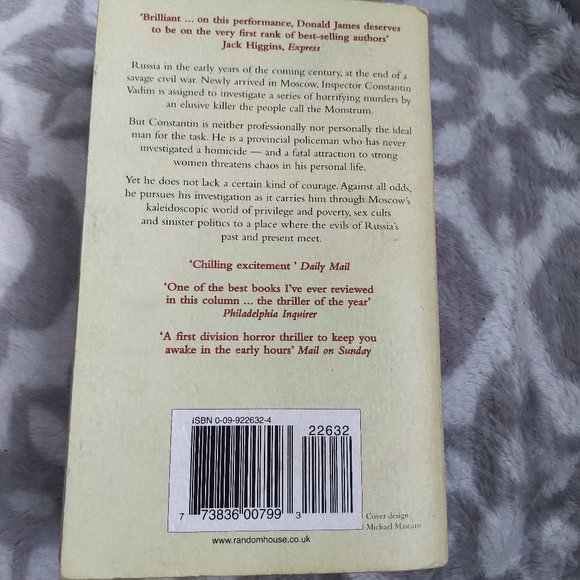 ‘Brilliant ... on this performance, Donald James deserves
to be on the very first rank of best-selling authors’
Jack Higgins, Express
Russia in the early years of the coming century, at the end of a
savage civil war. Newly arrived in Moscow, Inspector Constantin
Vadim is assigned to investigate a series of horrifying murders by
an elusive killer the people call the Monstrum.
But Constantin is neither professionally nor personally the ideal
man for the task. He is a provincial policeman who has never
investigated a homicide — and a fatal attraction to strong
women threatens chaos in his personal life.
Yet he does not lack a certain kind of courage. Against all odds,
he pursues his investigation as it carries him through Moscow’s
kaleidoscopic world of privilege and poverty, sex cults
and sinister politics to a place where the evils of Russia’s
past and present meet.
‘Chilling excitement ’ Daily Mail
‘One of the best books I’ve ever reviewed
in this column ... the thriller of the year’
Philadelphia Inquirer
‘A first division horror thriller to keep you
awake in the early hours’ Mail on Sunday
ISBN 0-09-922632-4
22632
7 73836 00799 3
Cover design
Michael Mascaro
www.randomhouse.co.uk